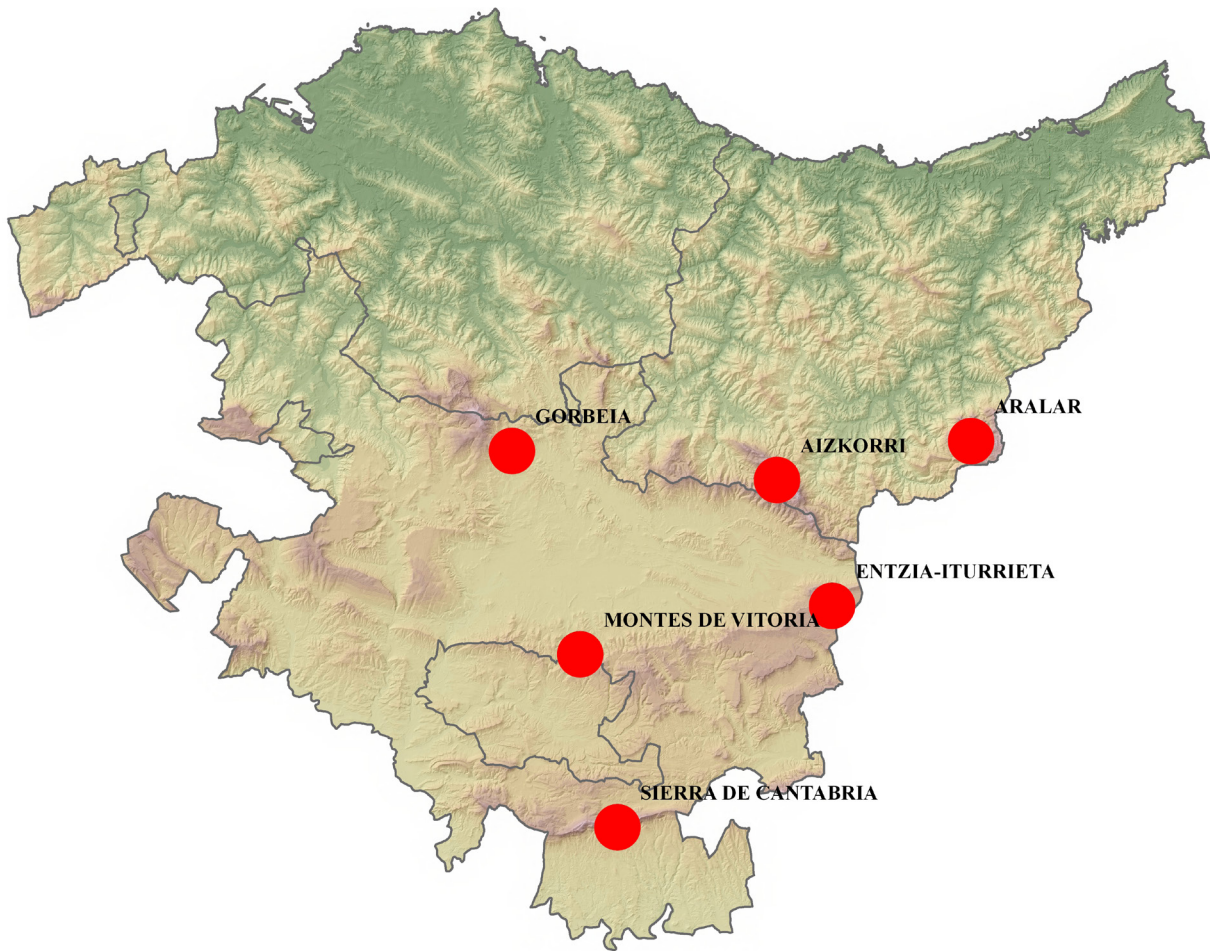 ARALAR
GORBEIA
AIZKORRI
ENTZIA-ITURRIETA
MONTES DE VITORIA
SIERRA DE CANTABRIA